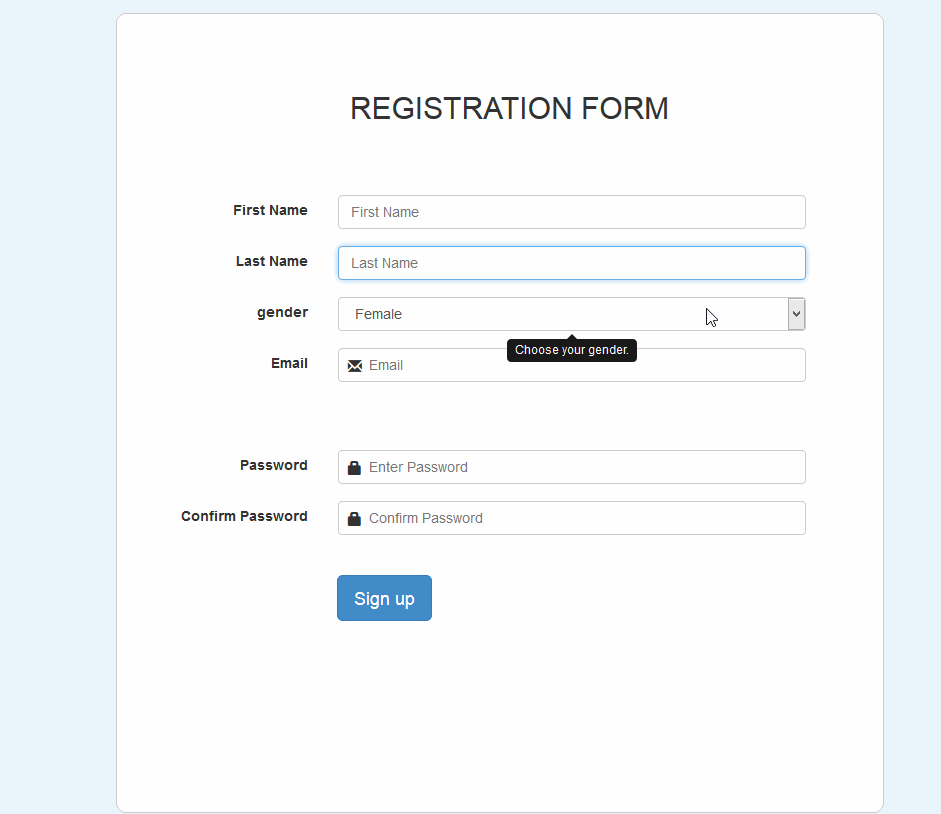 REGISTRATION FORM
First Name
First Name
Last Name
Last Name
gender
Female
Choose your gender.
Email
Email
Password
Enter Password
Confirm Password
Confirm Password
Sign up